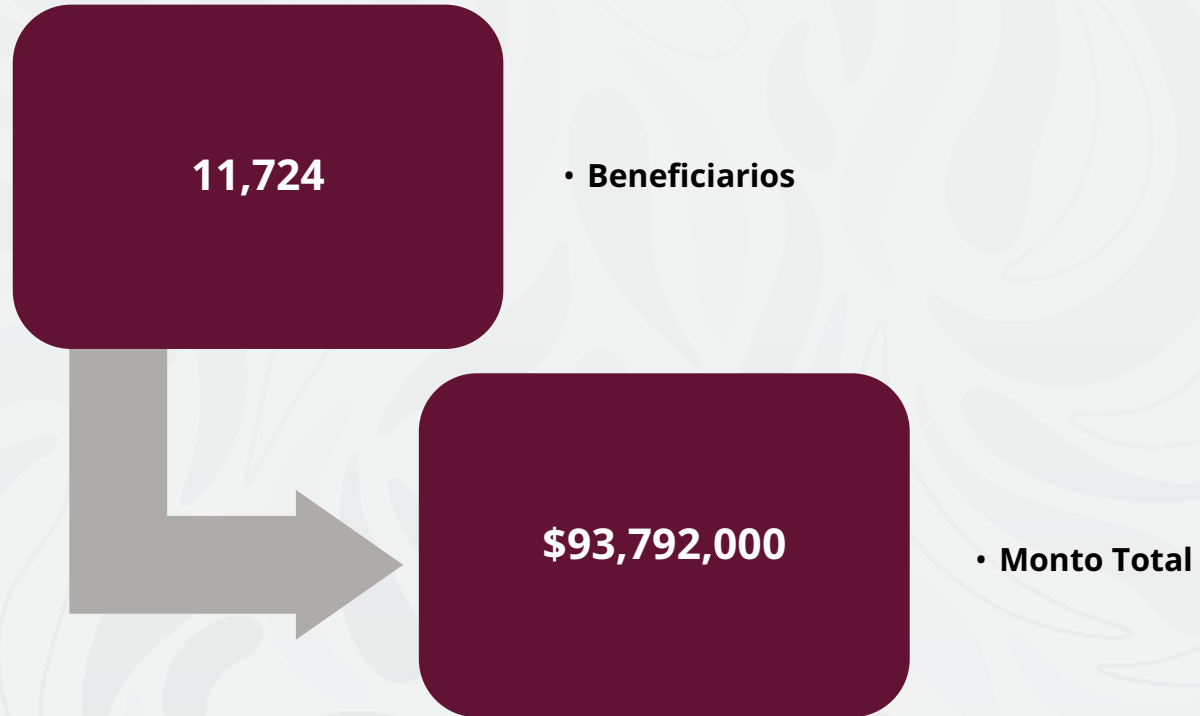 11,724
• Beneficiarios
$93,792,000
• Monto Total